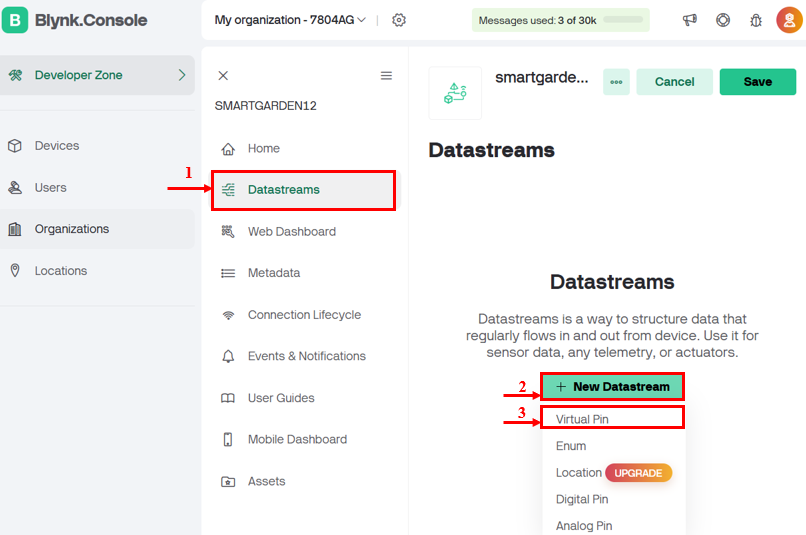 B Blynk.Console
My organization - 7804AG
Messages used: 3 of 30k
Developer Zone
Devices
Users
Organizations
Locations
SMARTGARDEN12
Home
1
Datastreams
Web Dashboard
Metadata
Connection Lifecycle
Events & Notifications
User Guides
Mobile Dashboard
Assets
smartgarde...
Cancel
Save
Datastreams
Datastreams
Datastreams is a way to structure data that
regularly flows in and out from device. Use it for
sensor data, any telemetry, or actuators.
2
+ New Datastream
3
Virtual Pin
Enum
Location UPGRADE
Digital Pin
Analog Pin